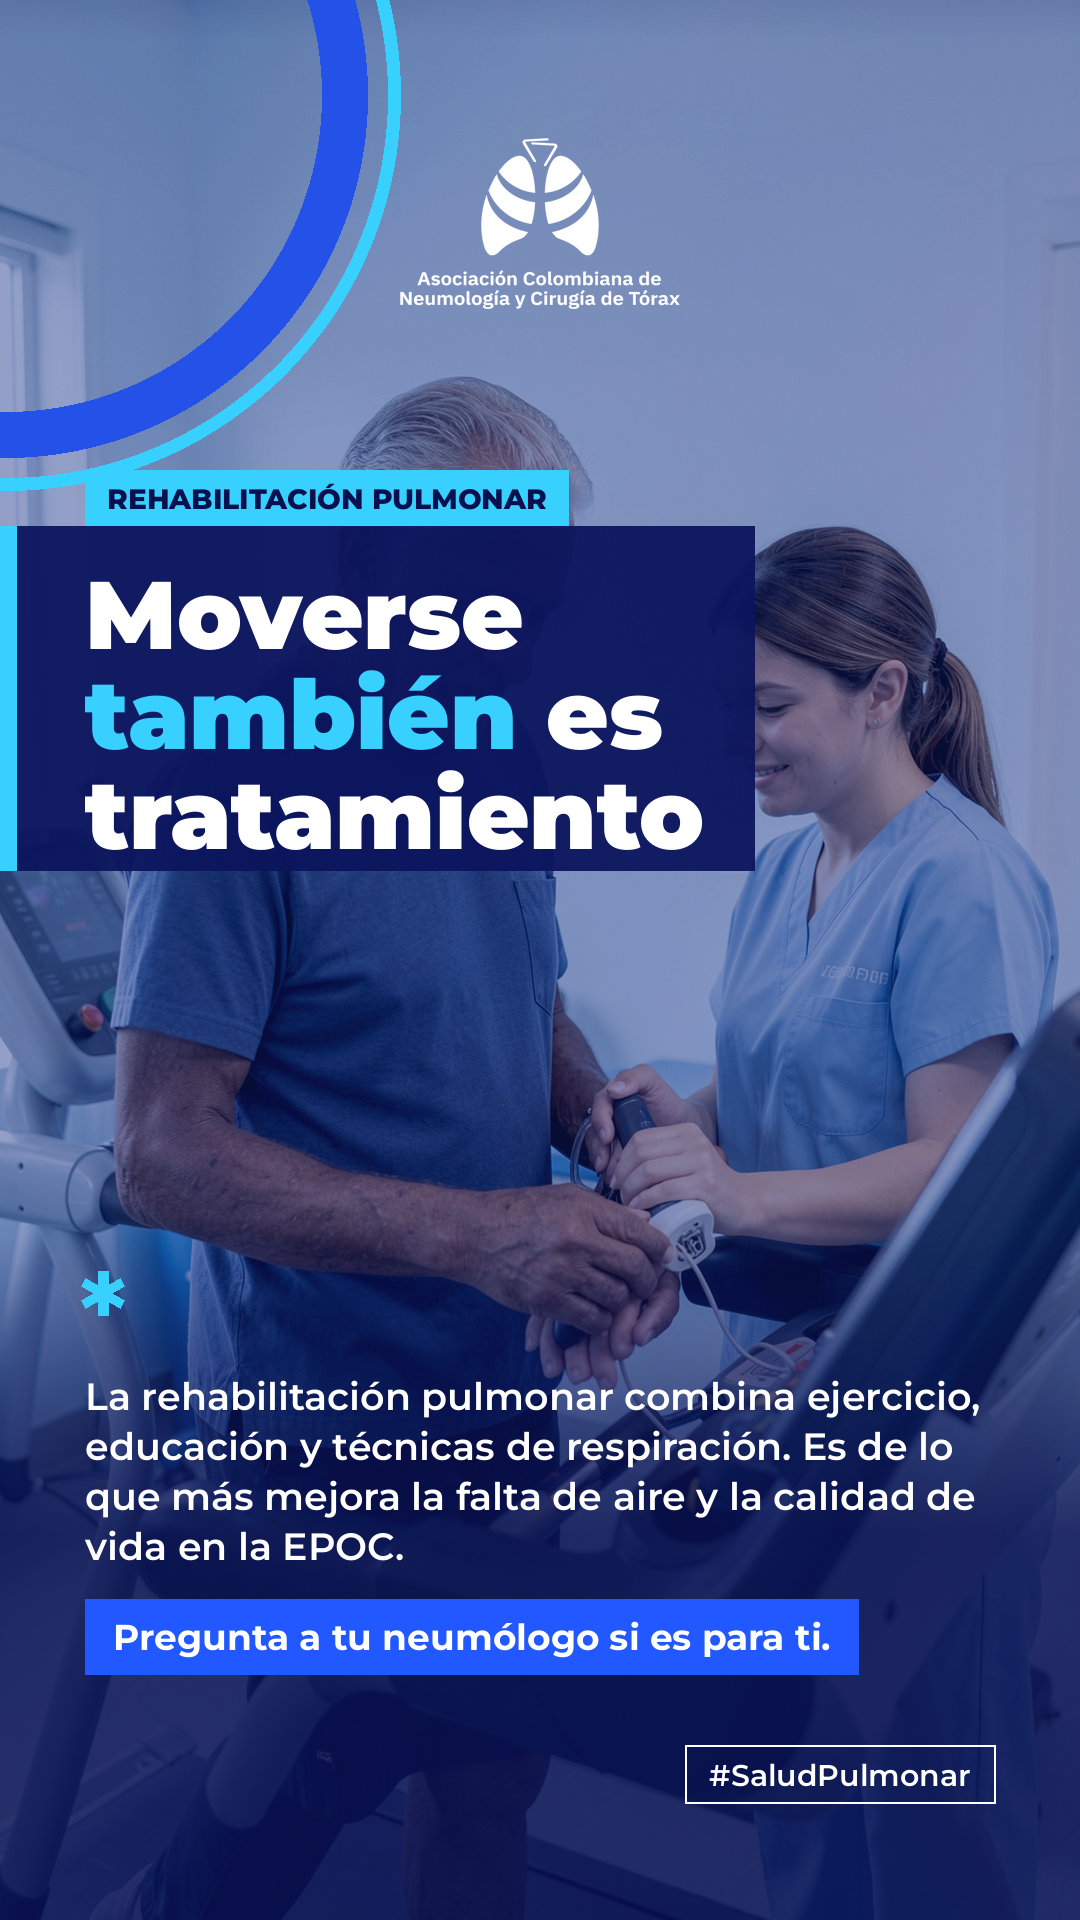 Asociación Colombiana de
Neumología y Cirugía de Tórax
REHABILITACIÓN PULMONAR
Moverse
también es
tratamiento
La rehabilitación pulmonar combina ejercicio,
educación y técnicas de respiración. Es de lo
que más mejora la falta de aire y la calidad de
vida en la EPOC.
Pregunta a tu neumólogo si es para ti.
#SaludPulmonar